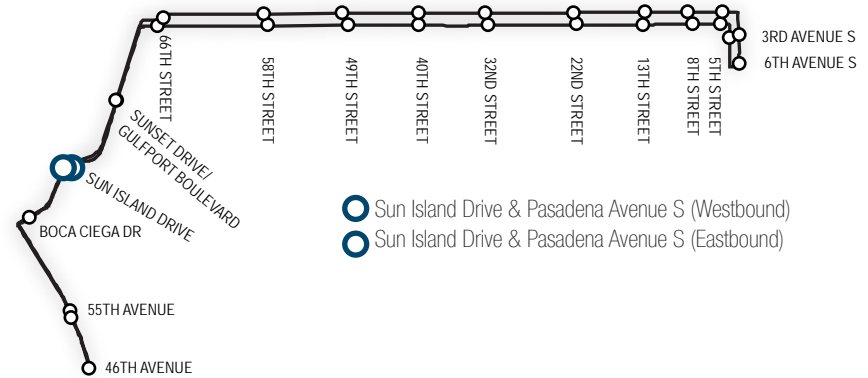 3RD AVENUE S
6TH AVENUE S
66TH STREET
58TH STREET
49TH STREET
40TH STREET
32ND STREET
22ND STREET
13TH STREET
8TH STREET
5TH STREET
SUNSET DRIVE/
GULFPORT BOULEVARD
SUN ISLAND DRIVE
BOCA CIEGA DR
Sun Island Drive & Pasadena Avenue S (Westbound)
Sun Island Drive & Pasadena Avenue S (Eastbound)
55TH AVENUE
46TH AVENUE